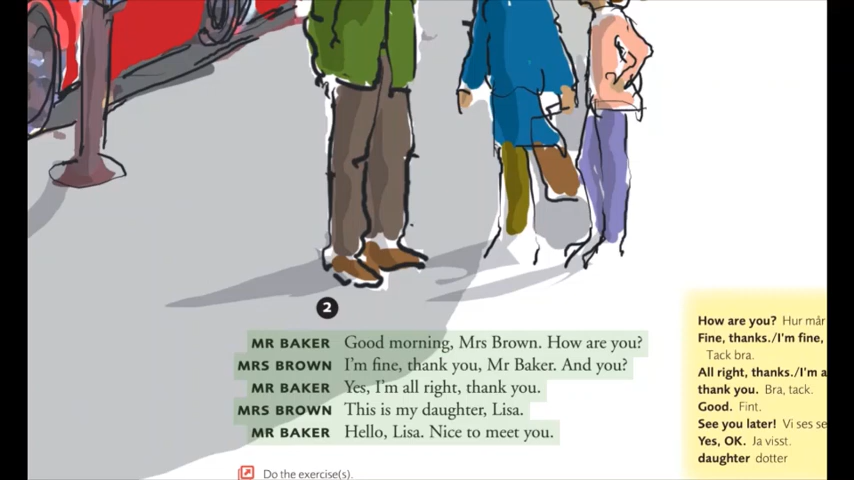 2
MR BAKER Good morning, Mrs Brown. How are you?
MRS BROWN I'm fine, thank you, Mr Baker. And you?
MR BAKER Yes, I'm all right, thank you.
MRS BROWN This is my daughter, Lisa.
MR BAKER Hello, Lisa. Nice to meet you.
Do the exercise(s).
How are you? Hur mår
Fine, thanks./I'm fine,
Tack bra.
All right, thanks./I'm a
thank you. Bra, tack.
Good. Fint.
See you later! Vi ses se
Yes, OK. Ja visst.
daughter dotter